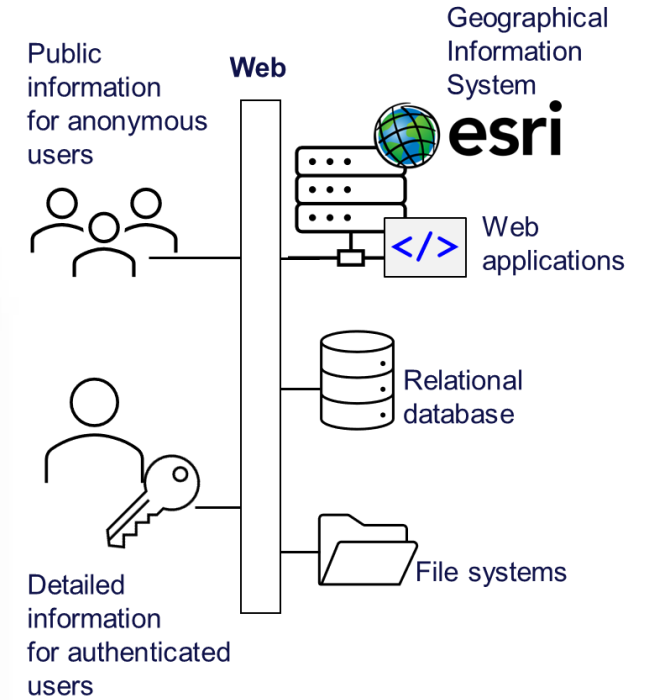 Public
information
for anonymous
users
Web
Geographical
Information
System
esri
</>
Web
applications
Relational
database
File systems
Detailed
information
for authenticated
users